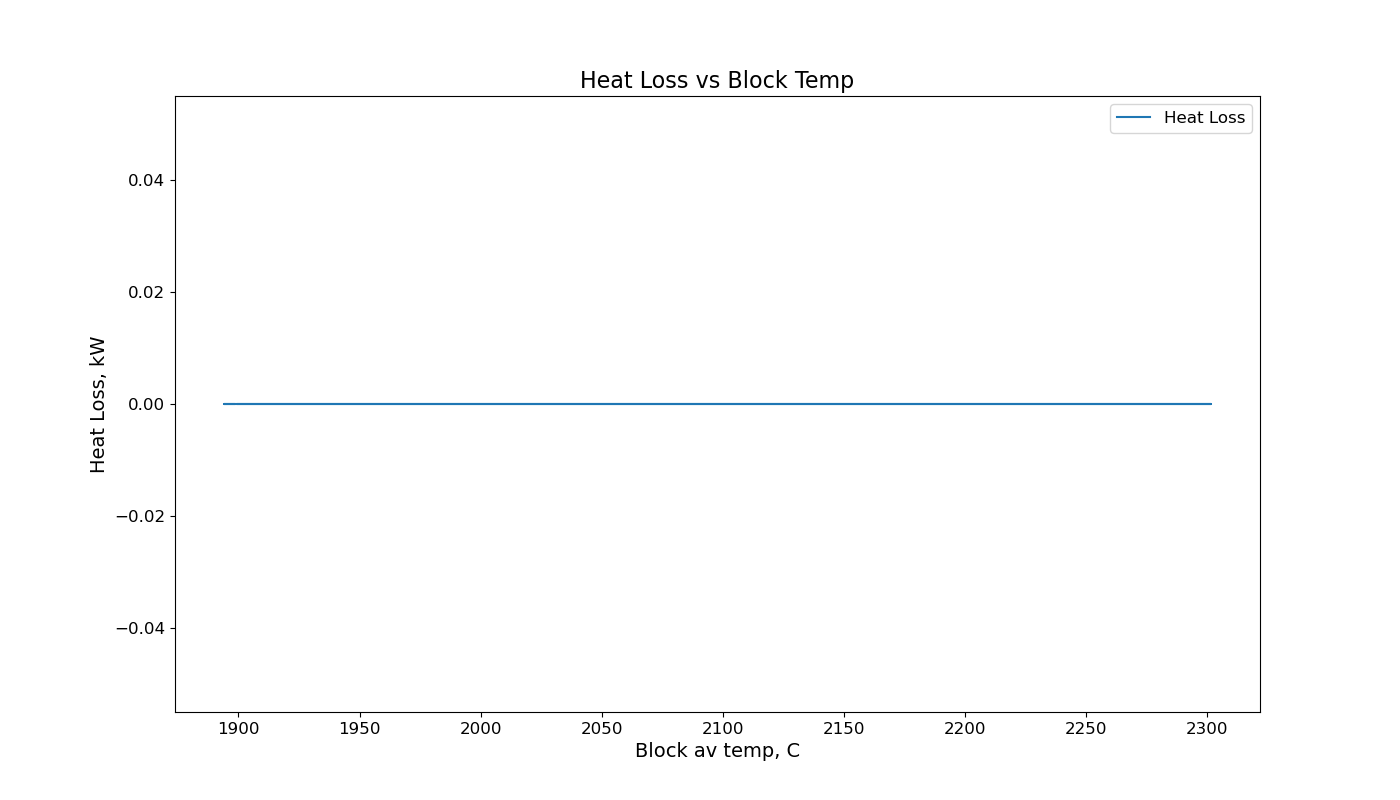 Heat Loss vs Block Temp
Heat Loss
0.04
0.02
0.00
−0.02
−0.04
Heat Loss, kW
1900 1950 2000 2050 2100 2150 2200 2250 2300
Block av temp, C